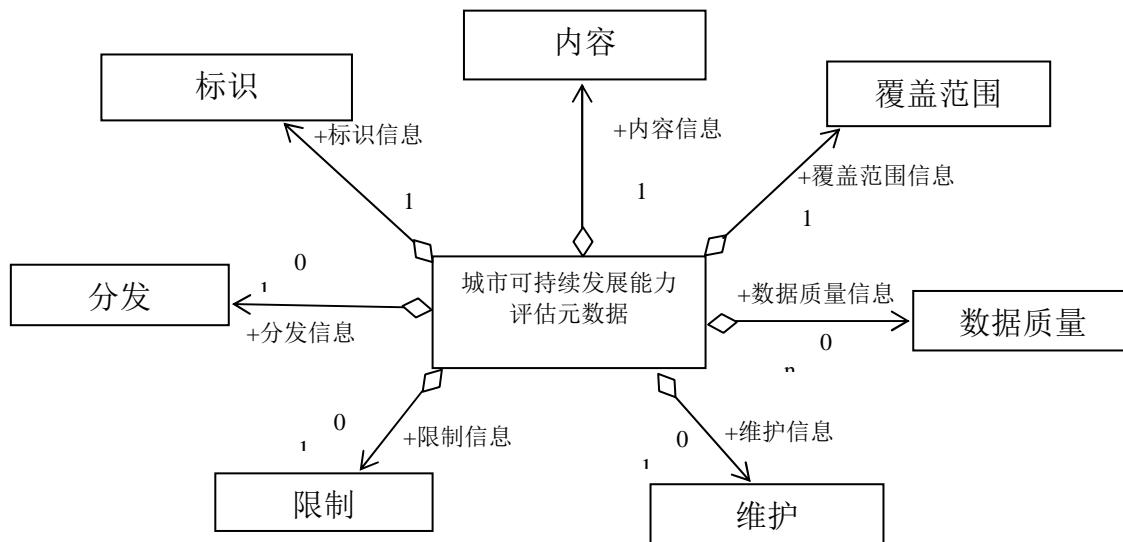 内容
标识
覆盖范围
+标识信息
+内容信息
+覆盖范围信息
1
1
1
分发
0
1
+分发信息
城市可持续发展能力
评估元数据
+数据质量信息
数据质量
0
n
+限制信息
0
1
+维护信息
0
1
限制
维护